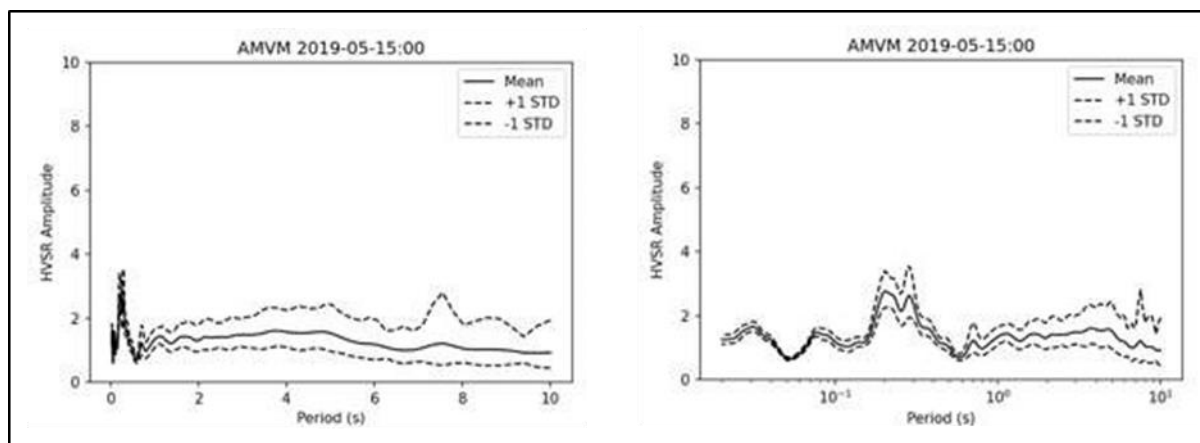 AMVM 2019-05-15:00
10
8
6
4
2
0
HVSR Amplitude
Mean
+1 STD
-1 STD
0 2 4 6 8 10
Period (s)
AMVM 2019-05-15:00
10
8
6
4
2
0
HVSR Amplitude
Mean
+1 STD
-1 STD
10⁻¹ 10⁰ 10¹
Period (s)